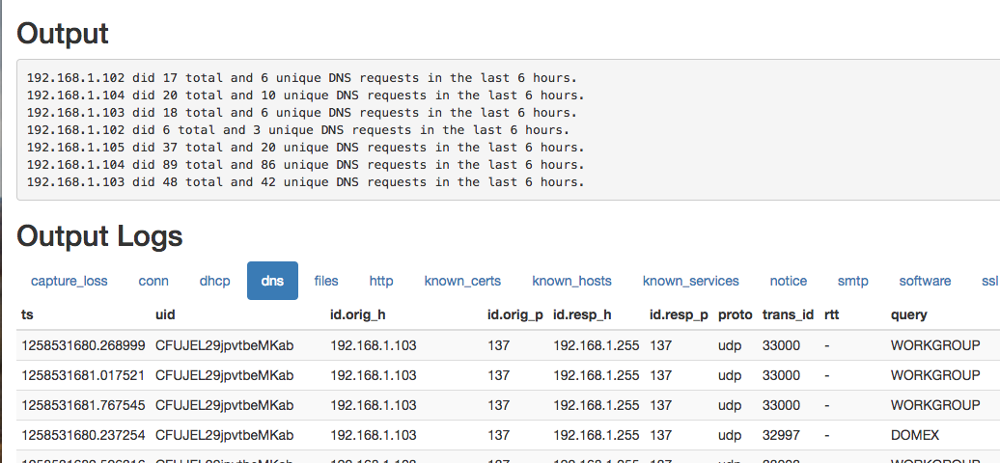 Output
192.168.1.102 did 17 total and 6 unique DNS requests in the last 6 hours.
192.168.1.104 did 20 total and 10 unique DNS requests in the last 6 hours.
192.168.1.103 did 18 total and 6 unique DNS requests in the last 6 hours.
192.168.1.102 did 6 total and 3 unique DNS requests in the last 6 hours.
192.168.1.105 did 37 total and 20 unique DNS requests in the last 6 hours.
192.168.1.104 did 89 total and 86 unique DNS requests in the last 6 hours.
192.168.1.103 did 48 total and 42 unique DNS requests in the last 6 hours.
Output Logs
capture_loss conn dhcp dns files http known_certs known_hosts known_services notice smtp software ssl
ts uid id.orig_h id.orig_p id.resp_h id.resp_p proto trans_id rtt query
1258531680.268999 CFUJEL29jpvtbeMKab 192.168.1.103 137 192.168.1.255 137 udp 33000 - WORKGROUP
1258531681.017521 CFUJEL29jpvtbeMKab 192.168.1.103 137 192.168.1.255 137 udp 33000 - WORKGROUP
1258531681.767545 CFUJEL29jpvtbeMKab 192.168.1.103 137 192.168.1.255 137 udp 33000 - WORKGROUP
1258531680.237254 CFUJEL29jpvtbeMKab 192.168.1.103 137 192.168.1.255 137 udp 32997 - DOMEX